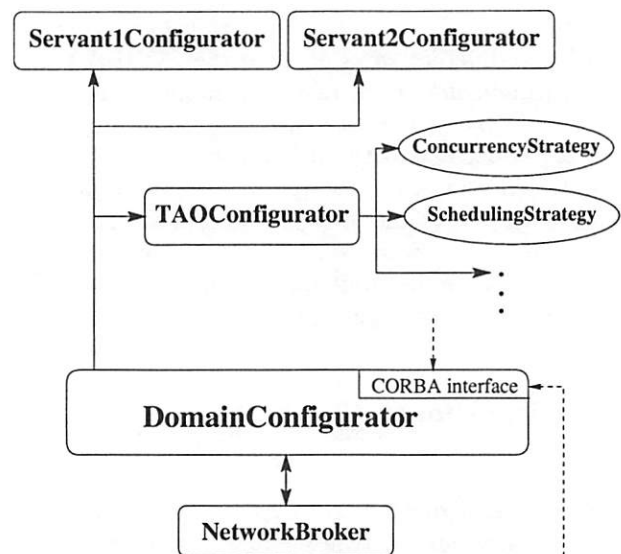 Servant1Configurator
Servant2Configurator
ConcurrencyStrategy
TAOConfigurator
SchedulingStrategy
CORBA interface
DomainConfigurator
NetworkBroker